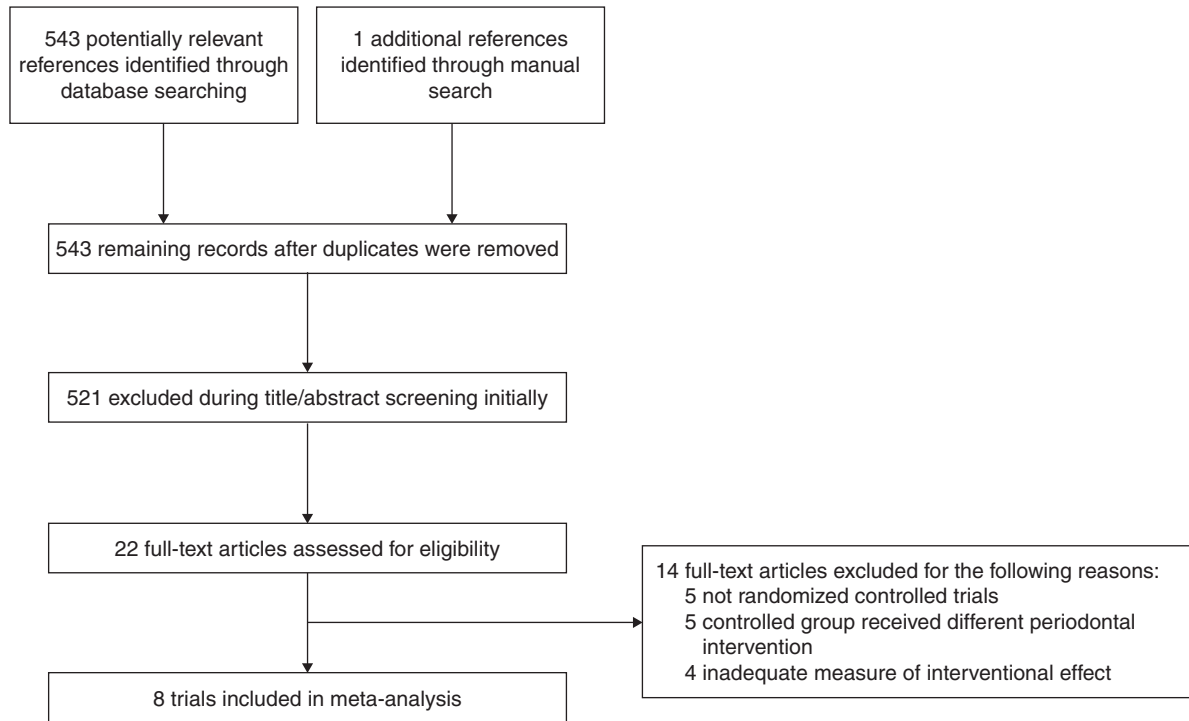 543 potentially relevant
references identified through
database searching
1 additional references
identified through manual
search
543 remaining records after duplicates were removed
521 excluded during title/abstract screening initially
22 full-text articles assessed for eligibility
14 full-text articles excluded for the following reasons:
5 not randomized controlled trials
5 controlled group received different periodontal
intervention
4 inadequate measure of interventional effect
8 trials included in meta-analysis